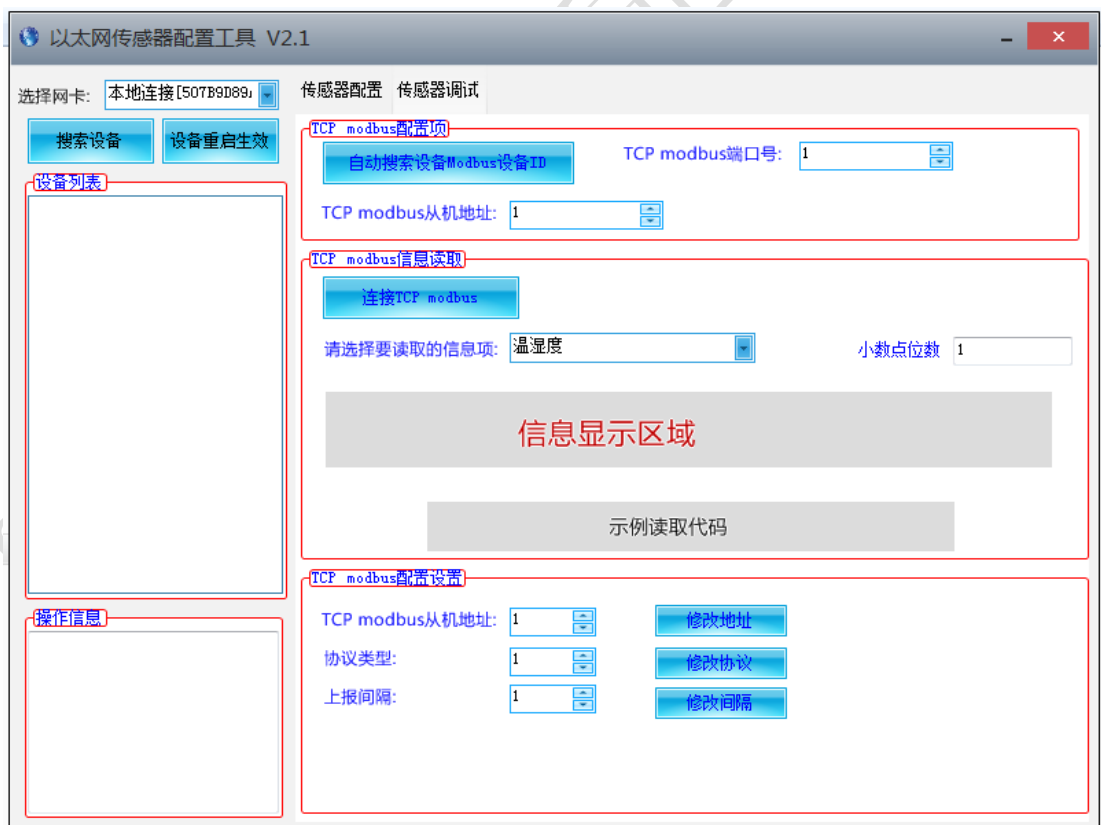 以太网传感器配置工具 V2.1
选择网卡: 本地连接[507B9D89
传感器配置 传感器调试
搜索设备 设备重启生效
设备列表
操作信息
TCP modbus配置项
自动搜索设备Modbus设备ID
TCP modbus端口号: 1
TCP modbus从机地址: 1
TCP modbus信息读取
连接TCP modbus
请选择要读取的信息项: 温湿度
小数点位数 1
信息显示区域
示例读取代码
TCP modbus配置设置
TCP modbus从机地址: 1 修改地址
协议类型: 1 修改协议
上报间隔: 1 修改间隔